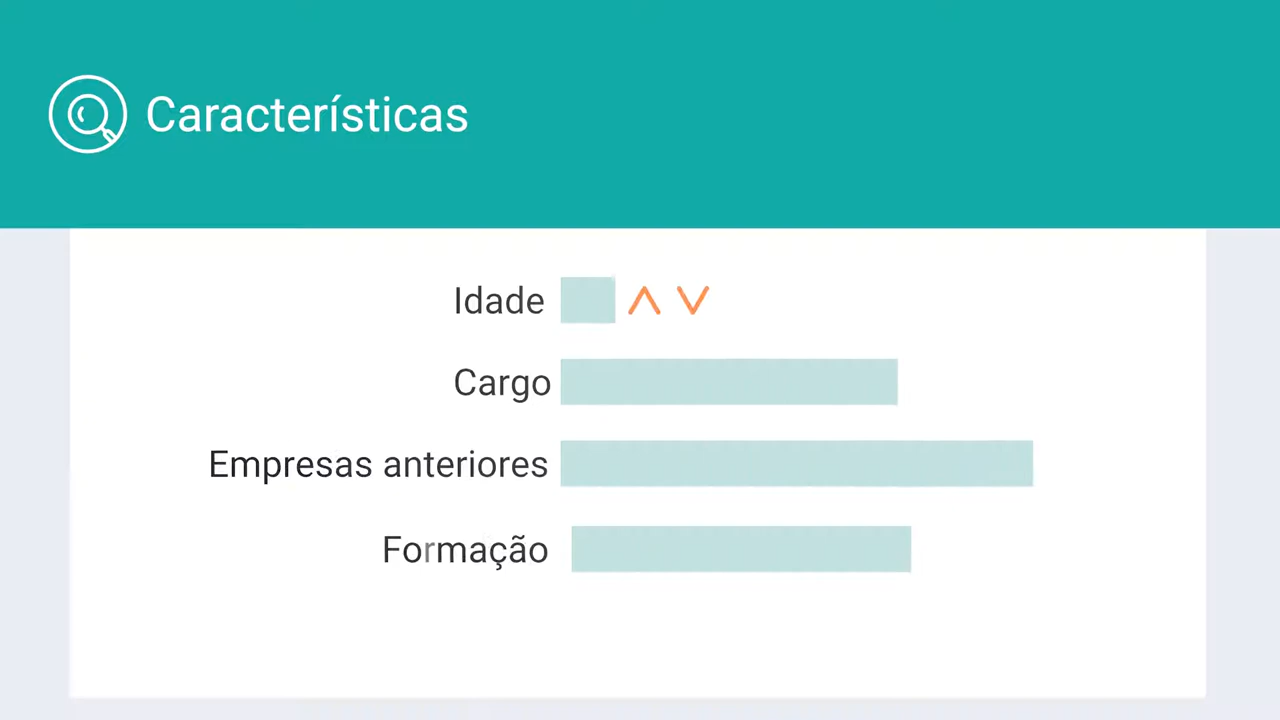 Características
Idade
Cargo
Empresas anteriores
Formação